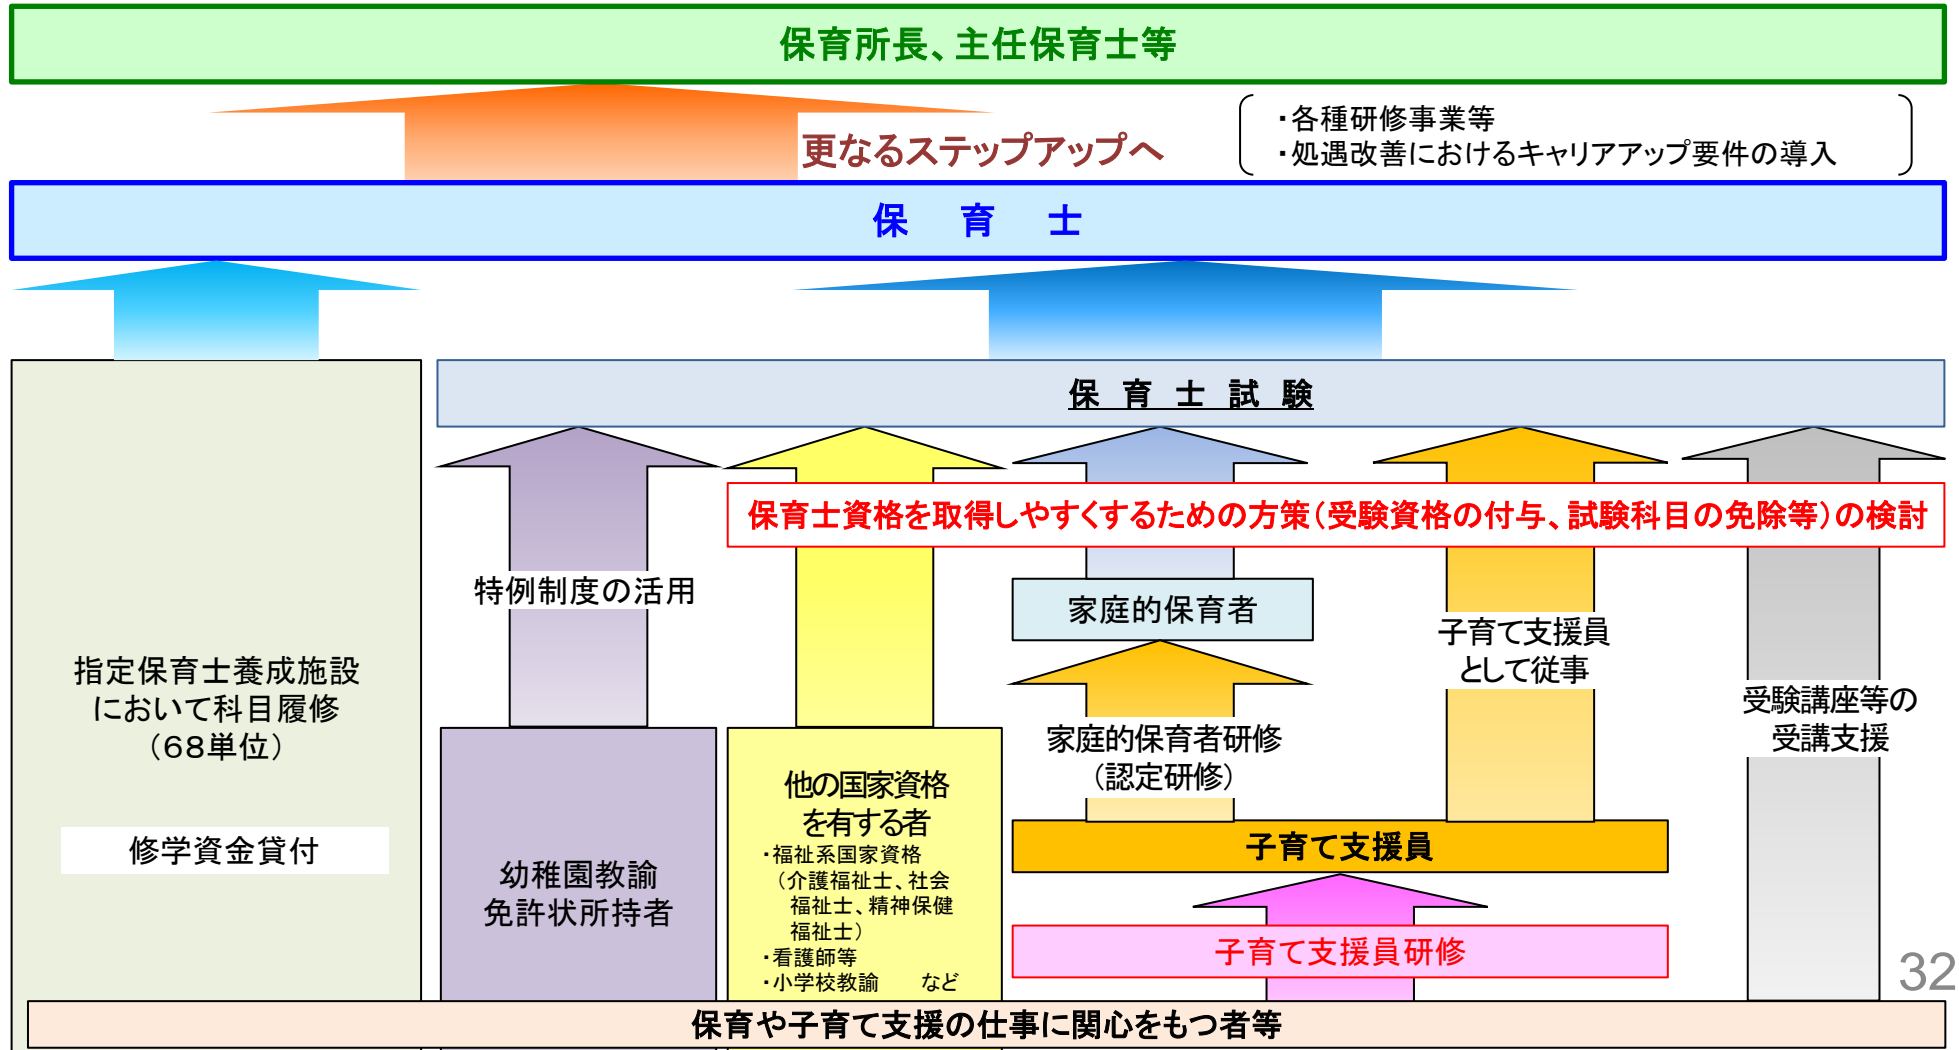 保育所長、主任保育士等
更なるステップアップへ
・各種研修事業等
・処遇改善におけるキャリアアップ要件の導入
保　育　士
保　育　士　試　験
保育士資格を取得しやすくするための方策（受験資格の付与、試験科目の免除等）の検討
指定保育士養成施設
において科目履修
（６８単位）
修学資金貸付
特例制度の活用
幼稚園教諭
免許状所持者
他の国家資格
を有する者
・福祉系国家資格
（介護福祉士、社会
福祉士、精神保健
福祉士）
・看護師等
・小学校教諭　　など
家庭的保育者
家庭的保育者研修
（認定研修）
子育て支援員
として従事
受験講座等の
受講支援
子育て支援員
子育て支援員研修
32
保育や子育て支援の仕事に関心をもつ者等